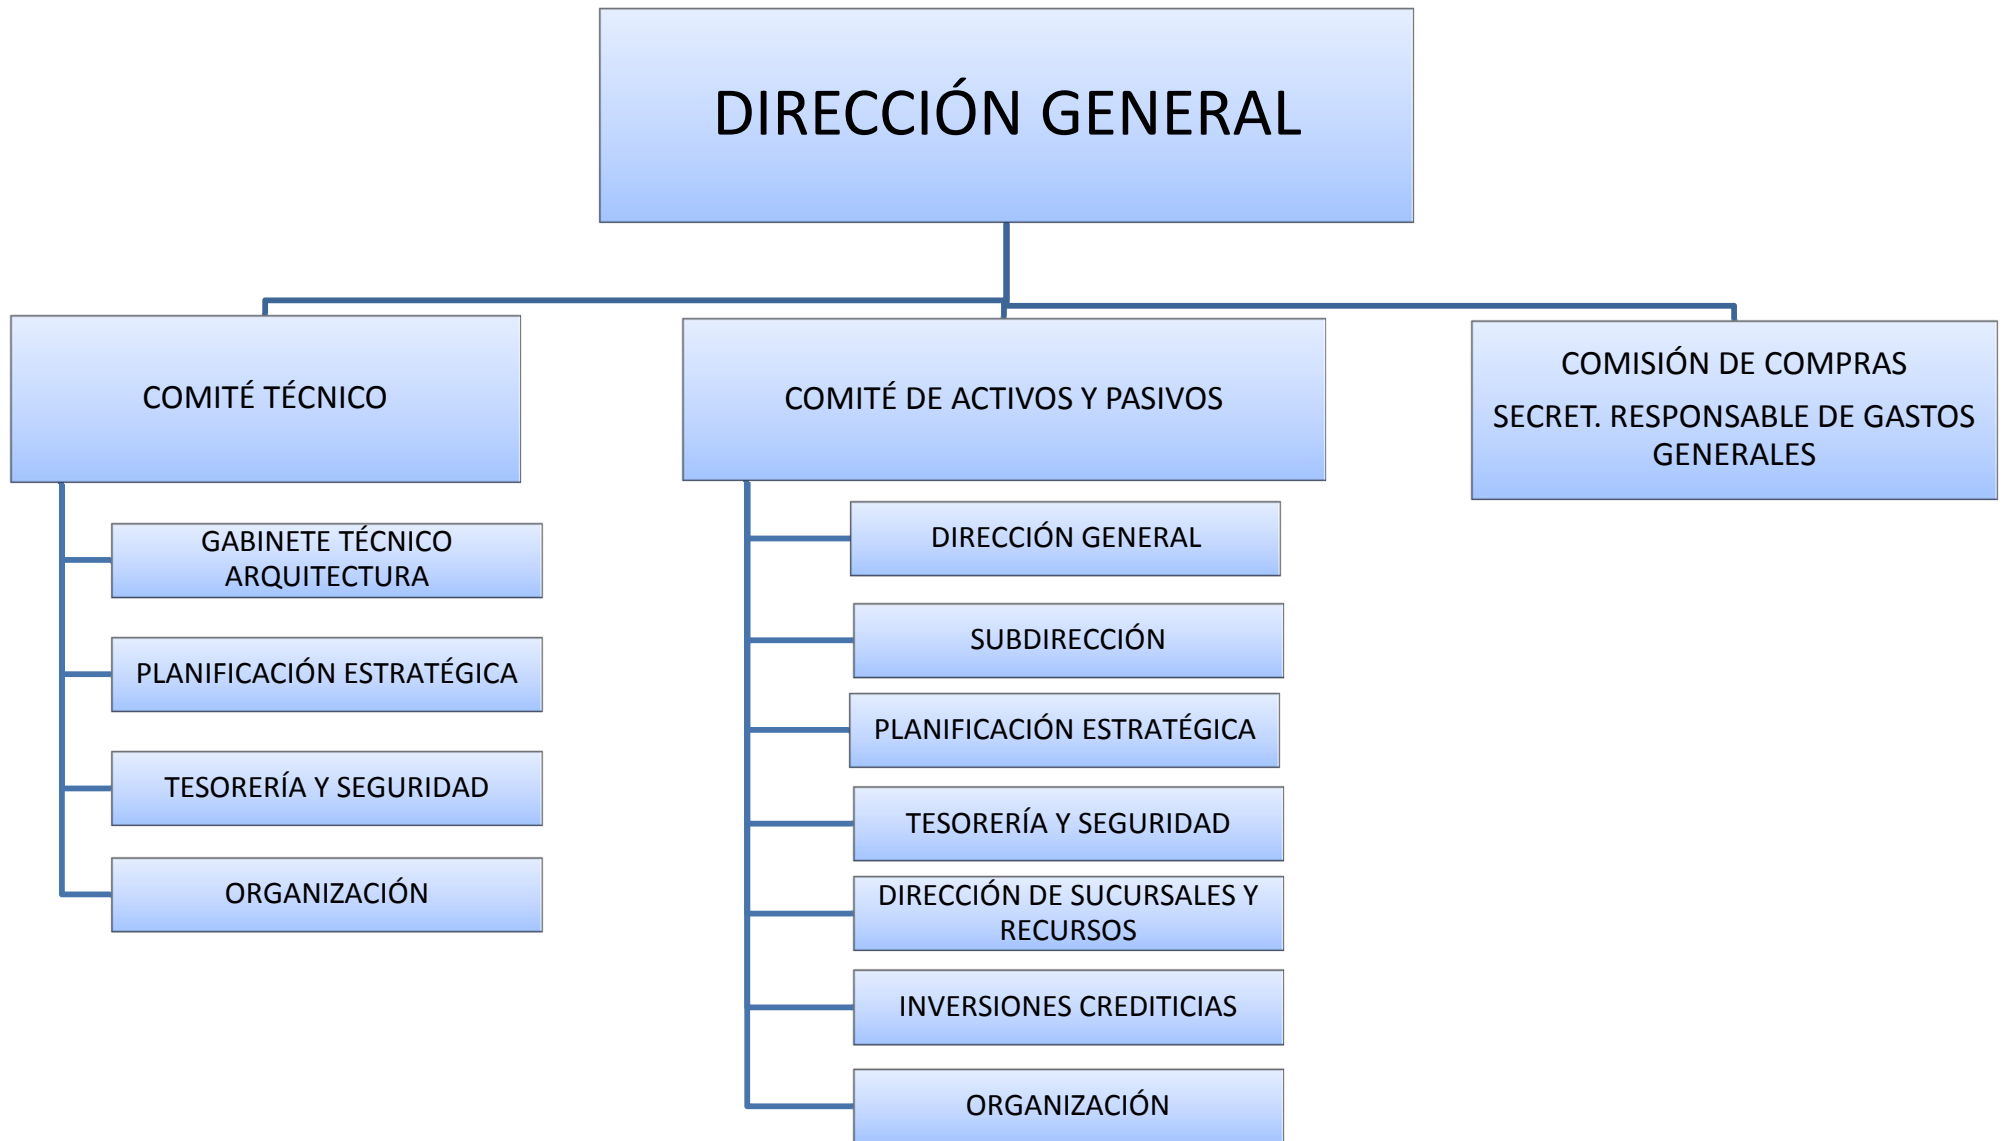 DIRECCIÓN GENERAL
COMITÉ TÉCNICO
GABINETE TÉCNICO
ARQUITECTURA
PLANIFICACIÓN ESTRATÉGICA
TESORERÍA Y SEGURIDAD
ORGANIZACIÓN
COMITÉ DE ACTIVOS Y PASIVOS
DIRECCIÓN GENERAL
SUBDIRECCIÓN
PLANIFICACIÓN ESTRATÉGICA
TESORERÍA Y SEGURIDAD
DIRECCIÓN DE SUCURSALES Y
RECURSOS
INVERSIONES CREDITICIAS
ORGANIZACIÓN
COMISIÓN DE COMPRAS
SECRET. RESPONSABLE DE GASTOS
GENERALES